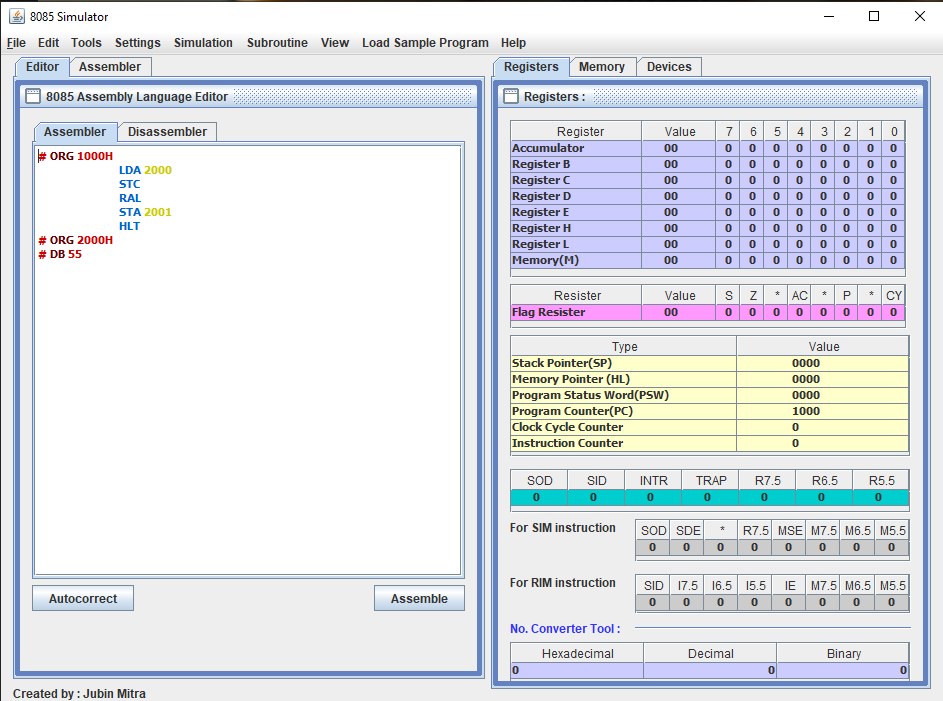 8085 Simulator
File Edit Tools Settings Simulation Subroutine View Load Sample Program Help
Editor Assembler
8085 Assembly Language Editor
Assembler Disassembler
# ORG 1000H
LDA 2000
STC
RAL
STA 2001
HLT
# ORG 2000H
# DB 55
Autocorrect Assemble
Created by : Jubin Mitra
Registers Memory Devices
Registers :
Register Value 7 6 5 4 3 2 1 0
Accumulator 00 0 0 0 0 0 0 0 0
Register B 00 0 0 0 0 0 0 0 0
Register C 00 0 0 0 0 0 0 0 0
Register D 00 0 0 0 0 0 0 0 0
Register E 00 0 0 0 0 0 0 0 0
Register H 00 0 0 0 0 0 0 0 0
Register L 00 0 0 0 0 0 0 0 0
Memory(M) 00 0 0 0 0 0 0 0 0
Resister Value S Z * AC * P * CY
Flag Resister 00 0 0 0 0 0 0 0 0
Type Value
Stack Pointer(SP) 0000
Memory Pointer (HL) 0000
Program Status Word(PSW) 0000
Program Counter(PC) 1000
Clock Cycle Counter 0
Instruction Counter 0
SOD SID INTR TRAP R7.5 R6.5 R5.5
0 0 0 0 0 0 0
For SIM instruction
SOD SDE * R7.5 MSE M7.5 M6.5 M5.5
0 0 0 0 0 0 0 0
For RIM instruction
SID I7.5 I6.5 I5.5 IE M7.5 M6.5 M5.5
0 0 0 0 0 0 0 0
No. Converter Tool :
Hexadecimal Decimal Binary
0 0 0